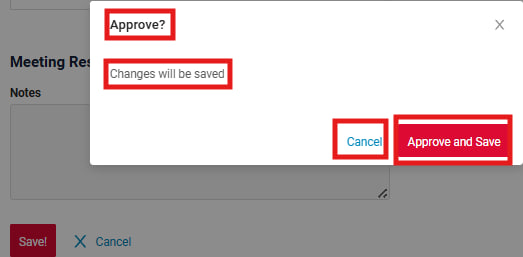 Approve?
Changes will be saved
Cancel
Approve and Save
Meeting Res
Notes
Save!
Cancel